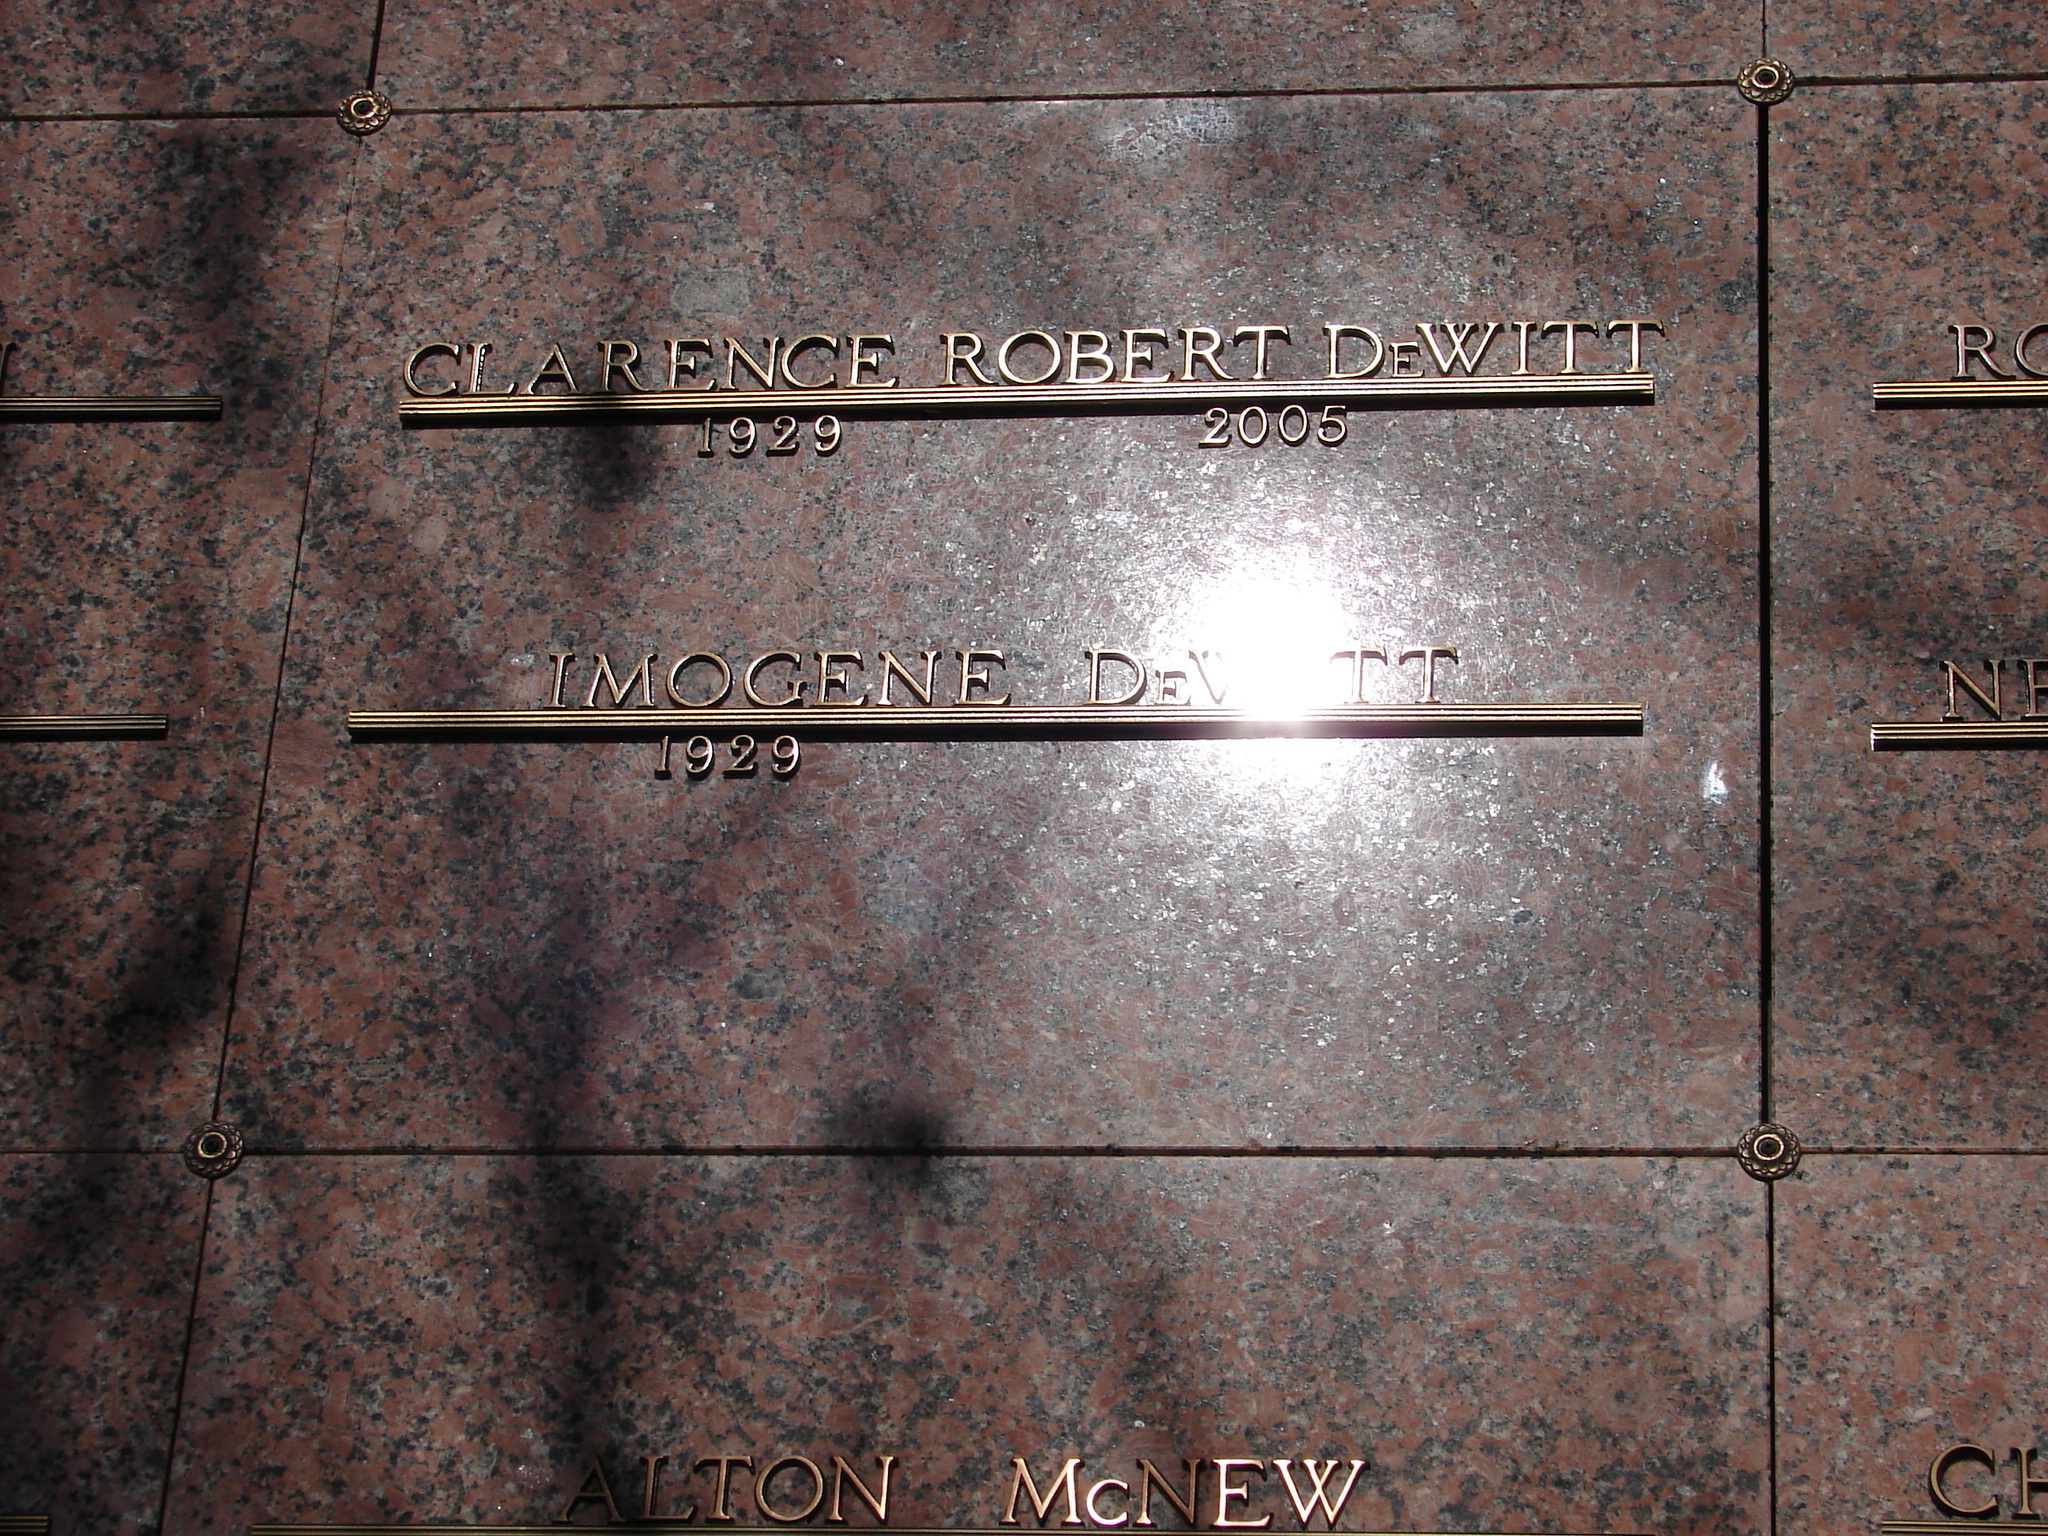 CLARENCE ROBERT DeWITT
1929 2005
IMOGENE DeWITT
1929
ALTON McNEW